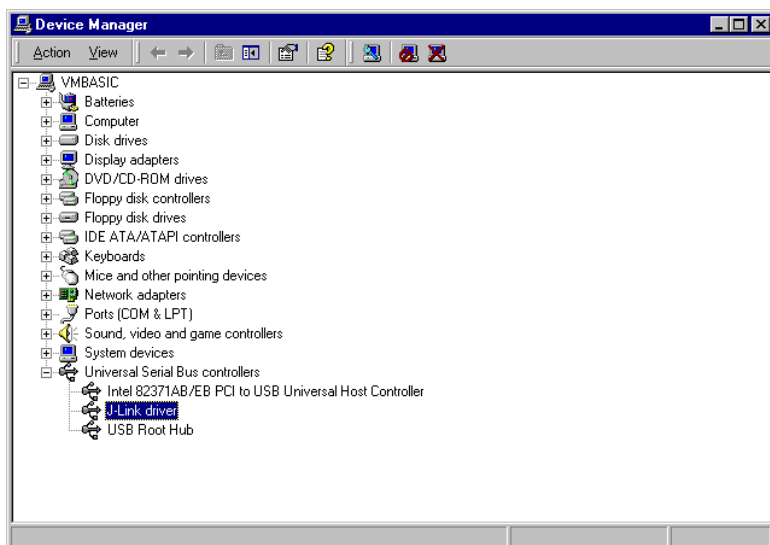 Device Manager
Action View
VMBASIC
Batteries
Computer
Disk drives
Display adapters
DVD/CD-ROM drives
Floppy disk controllers
Floppy disk drives
IDE ATA/ATAPI controllers
Keyboards
Mice and other pointing devices
Network adapters
Ports (COM & LPT)
Sound, video and game controllers
System devices
Universal Serial Bus controllers
Intel 82371AB/EB PCI to USB Universal Host Controller
J-Link driver
USB Root Hub